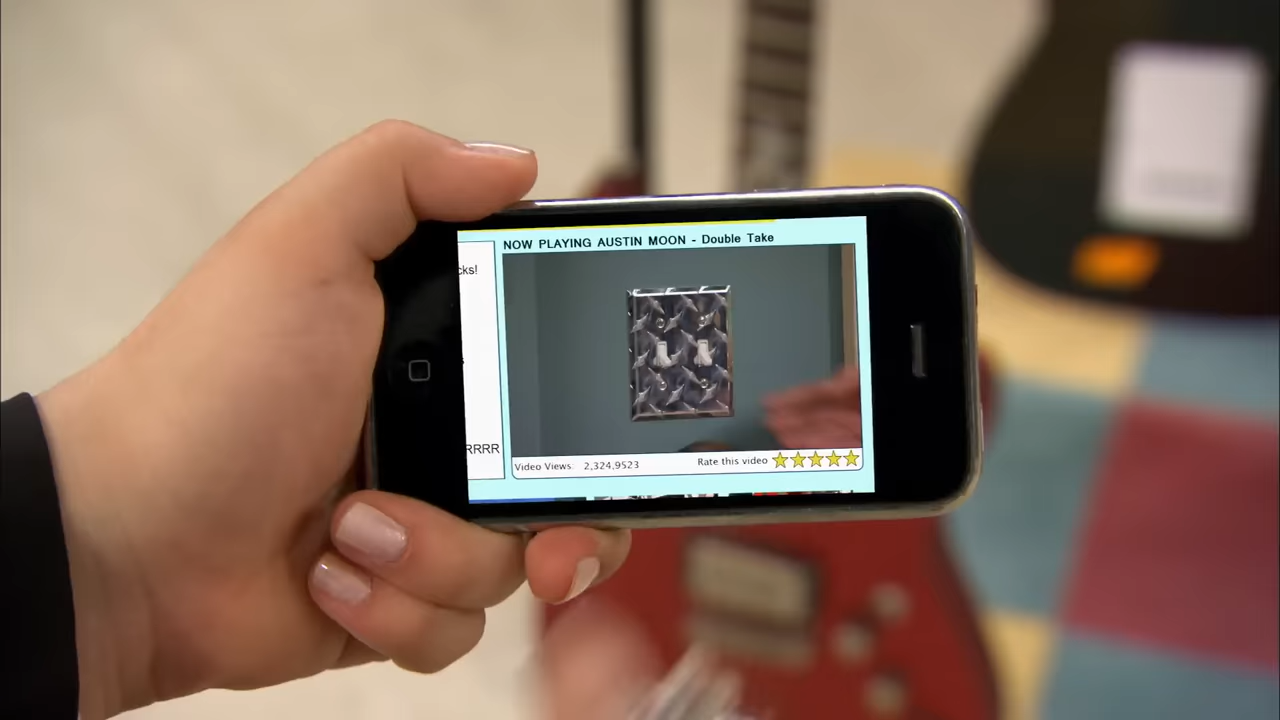 NOW PLAYING AUSTIN MOON - Double Take
cks!
RRRR
Video Views: 2,324,9523
Rate this video